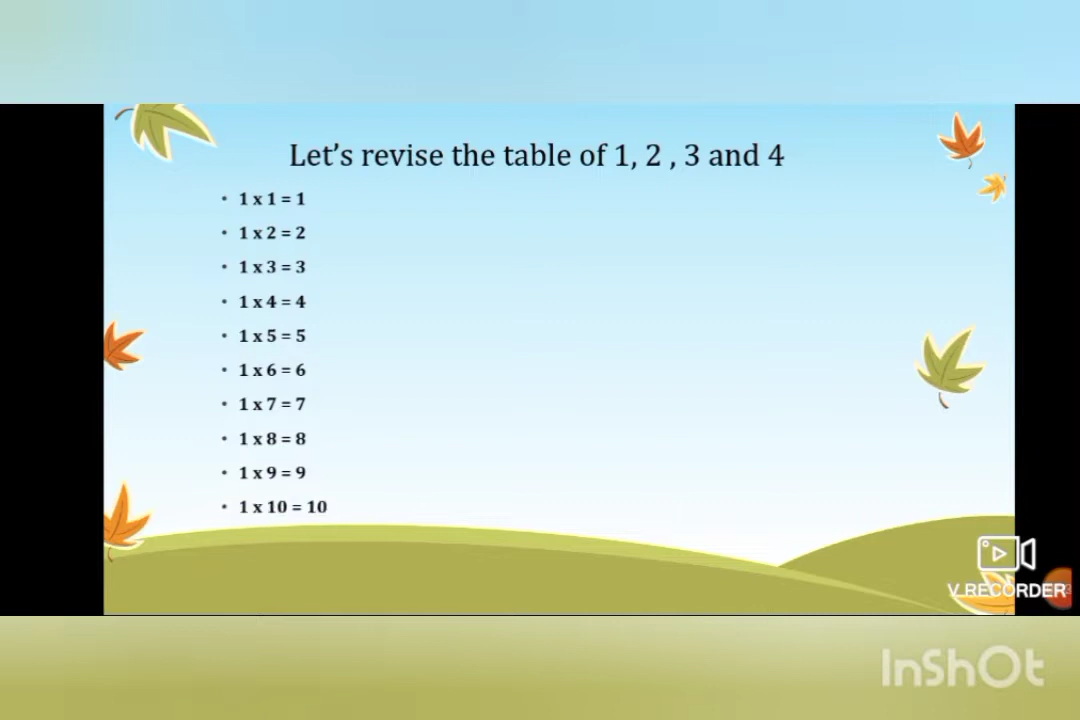 Let's revise the table of 1, 2 , 3 and 4
• 1 x 1 = 1
• 1 x 2 = 2
• 1 x 3 = 3
• 1 x 4 = 4
• 1 x 5 = 5
• 1 x 6 = 6
• 1 x 7 = 7
• 1 x 8 = 8
• 1 x 9 = 9
• 1 x 10 = 10
V RECORDER
InShOt